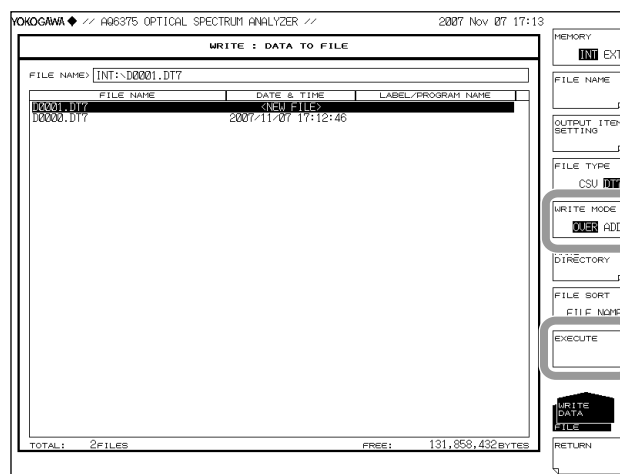 YOKOGAWA ◆ // AQ6375 OPTICAL SPECTRUM ANALYZER // 2007 Nov 07 17:13
WRITE : DATA TO FILE
FILE NAME> INT:\D0001.DT7
FILE NAME DATE & TIME LABEL/PROGRAM NAME
D0001.DT7 <NEW FILE>
D0000.DT7 2007/11/07 17:12:46
TOTAL: 2FILES FREE: 131,858,432BYTES
MEMORY
INT EXT
FILE NAME
OUTPUT ITEM
SETTING
FILE TYPE
CSV DT7
WRITE MODE
OVER ADD
DIRECTORY
FILE SORT
FILE NAME
EXECUTE
WRITE
DATA
FILE
RETURN